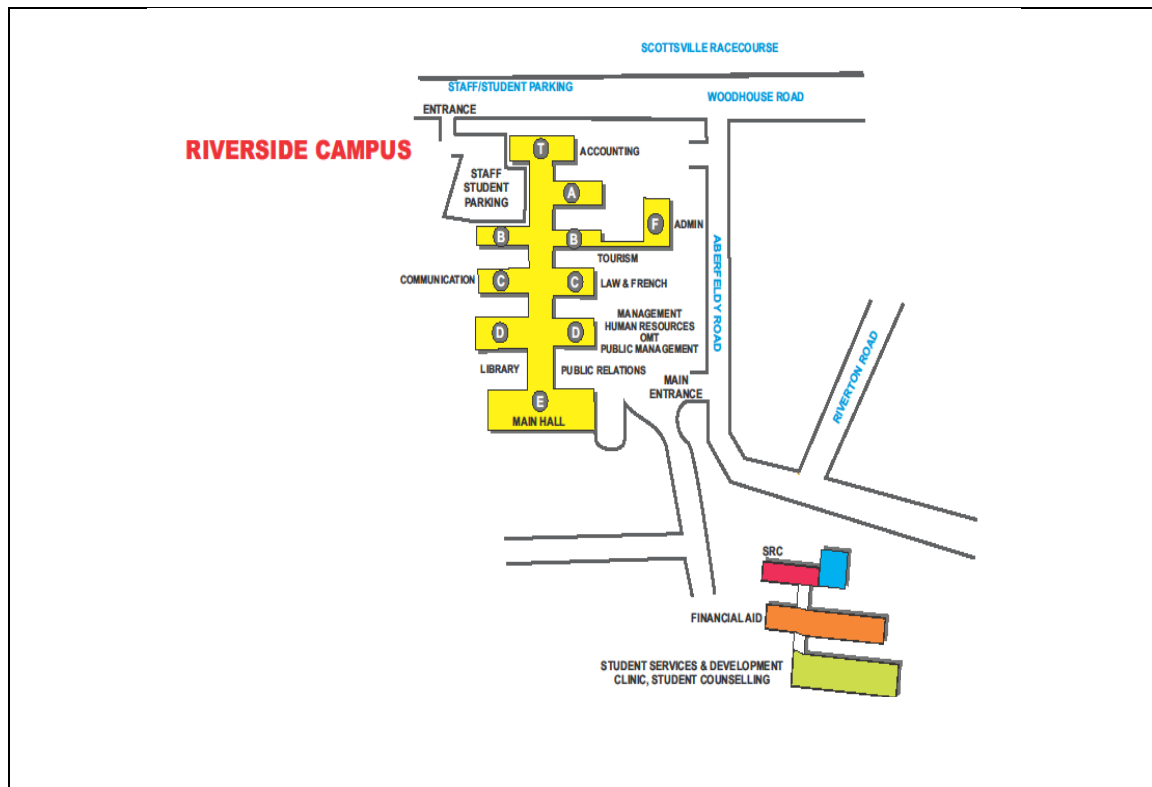 SCOTTSVILLE RACECOURSE
STAFF/STUDENT PARKING
WOODHOUSE ROAD
ENTRANCE
RIVERSIDE CAMPUS
T
ACCOUNTING
STAFF
STUDENT
PARKING
A
F
ADMIN
B
B
TOURISM
COMMUNICATION
C
C
LAW & FRENCH
ABERFELDY ROAD
MANAGEMENT
HUMAN RESOURCES
OMT
PUBLIC MANAGEMENT
D
D
LIBRARY
PUBLIC RELATIONS
MAIN
ENTRANCE
RIVERTON ROAD
E
MAIN HALL
SRC
FINANCIAL AID
STUDENT SERVICES & DEVELOPMENT
CLINIC, STUDENT COUNSELLING